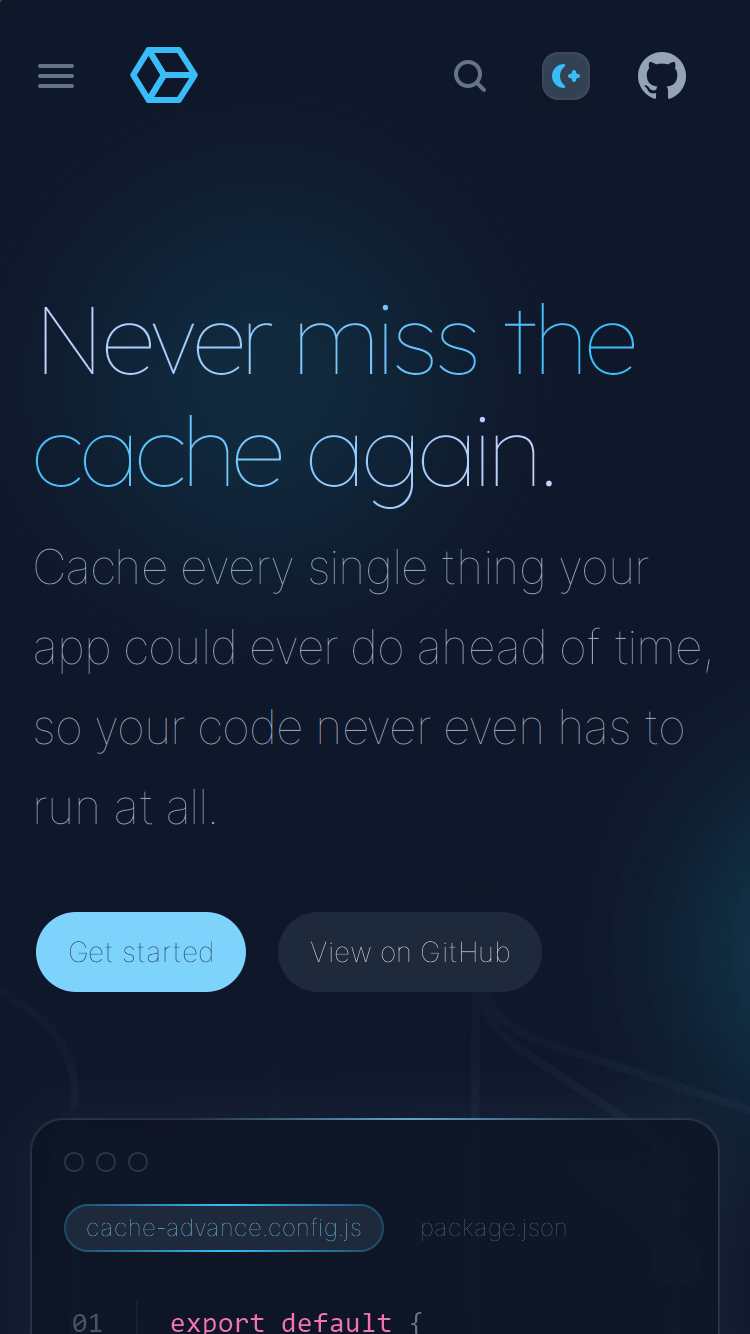 Never miss the
cache again.
Cache every single thing your
app could ever do ahead of time,
so your code never even has to
run at all.
Get started
View on GitHub
cache-advance.config.js
package.json
01 export default {